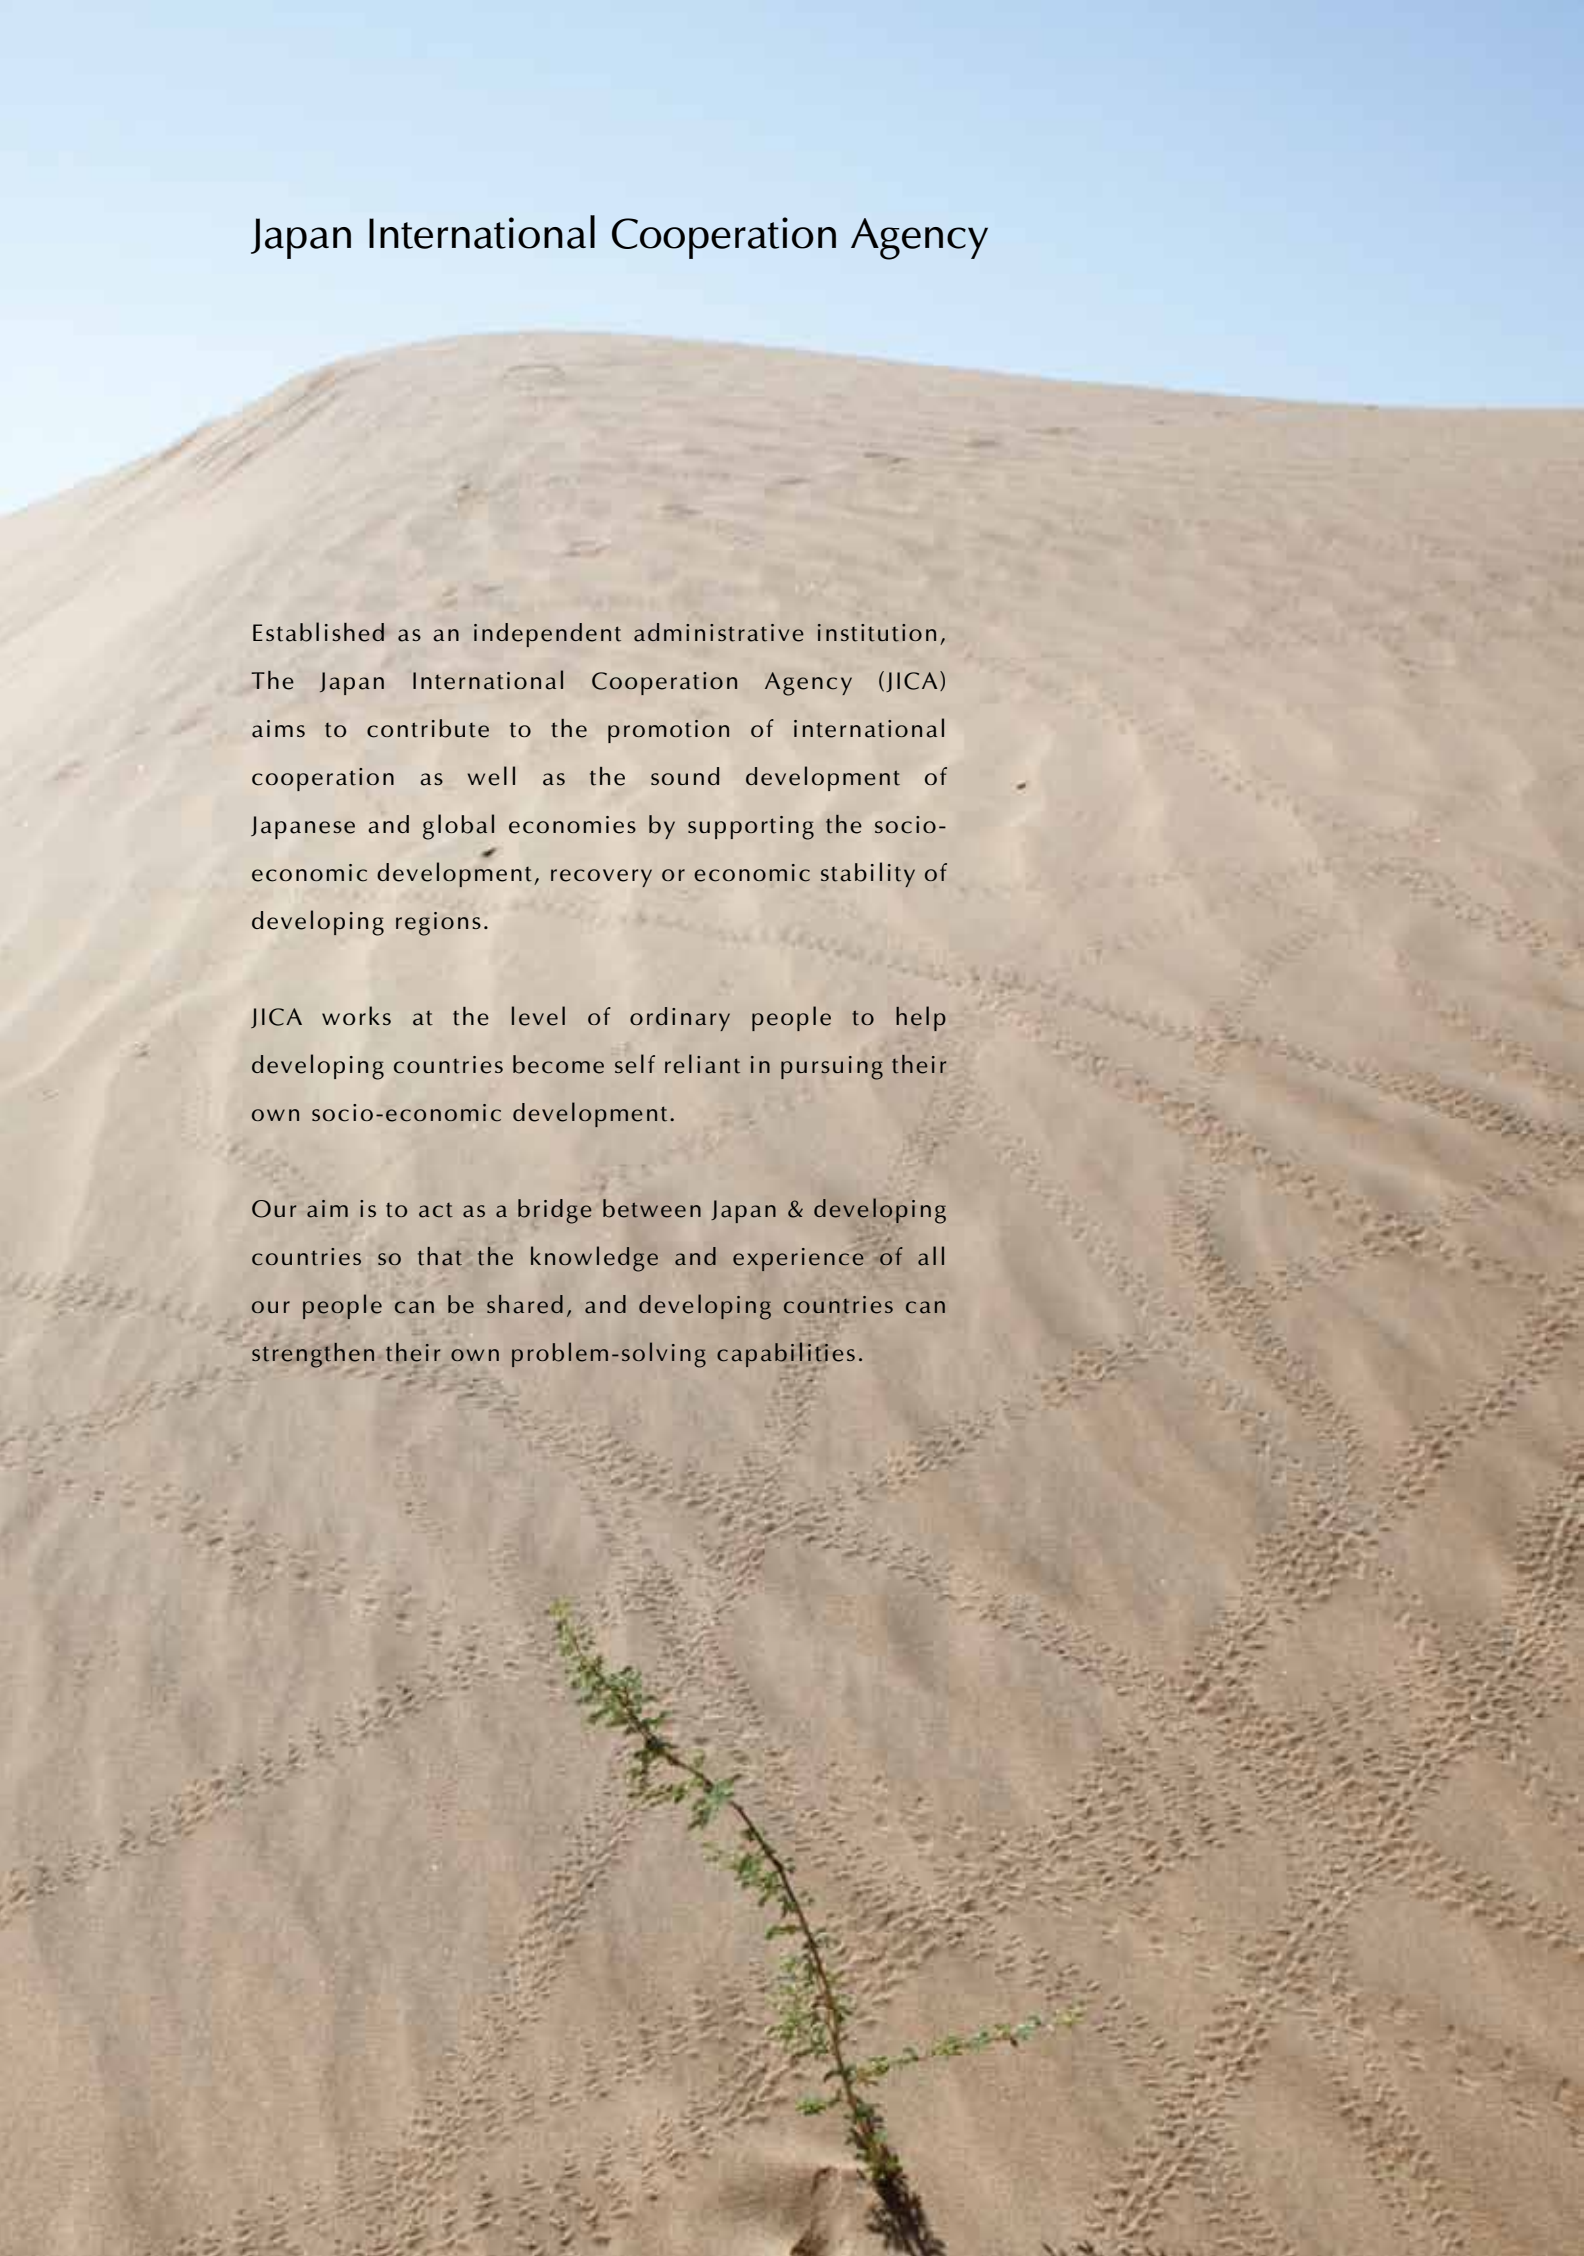 Japan International Cooperation Agency
Established as an independent administrative institution,
The Japan International Cooperation Agency (JICA)
aims to contribute to the promotion of international
cooperation as well as the sound development of
Japanese and global economies by supporting the socio-
economic development, recovery or economic stability of
developing regions.
JICA works at the level of ordinary people to help
developing countries become self reliant in pursuing their
own socio-economic development.
Our aim is to act as a bridge between Japan & developing
countries so that the knowledge and experience of all
our people can be shared, and developing countries can
strengthen their own problem-solving capabilities.